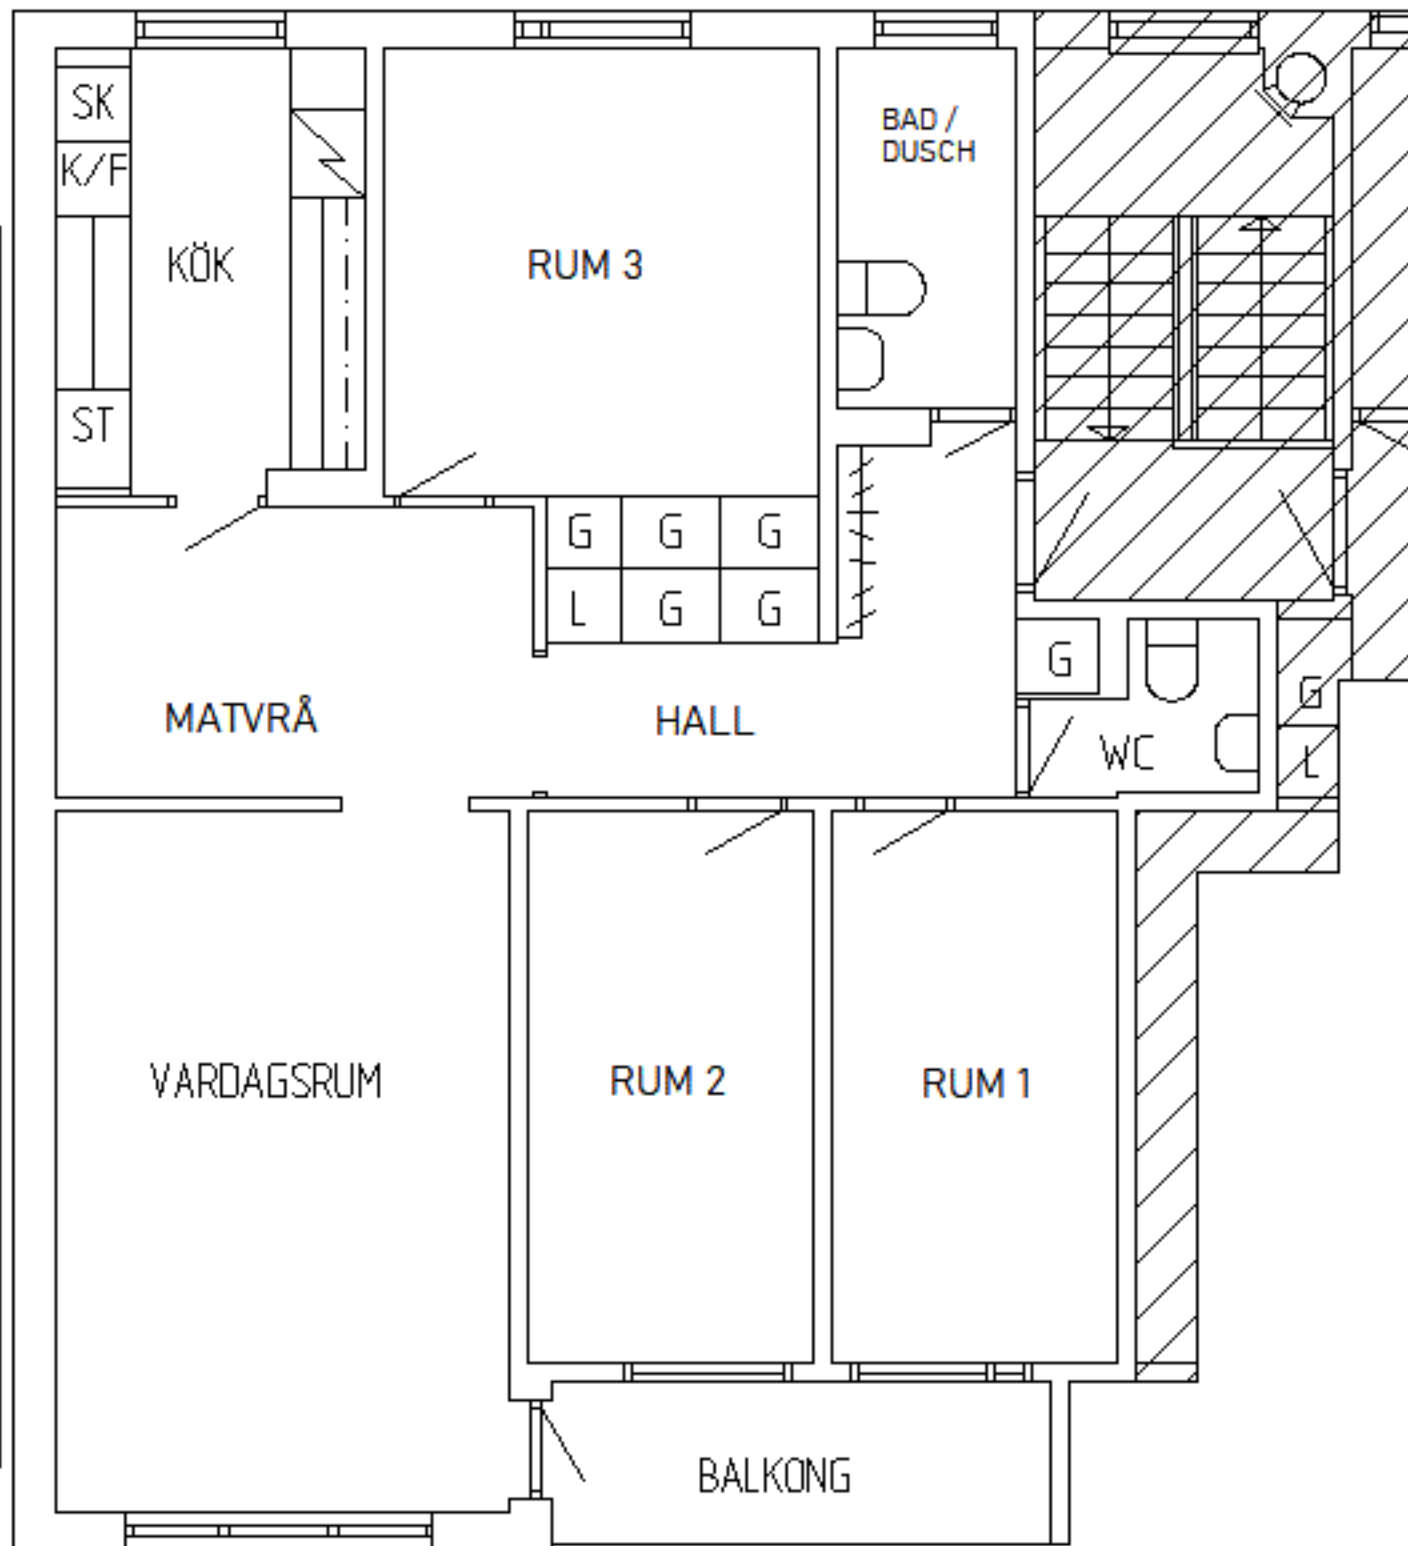 SK
K/F
KÖK
ST
RUM 3
BAD /
DUSCH
G
G
G
L
G
G
G
WC
G
L
MATVRÅ
HALL
VARDAGSRUM
RUM 2
RUM 1
BALKONG